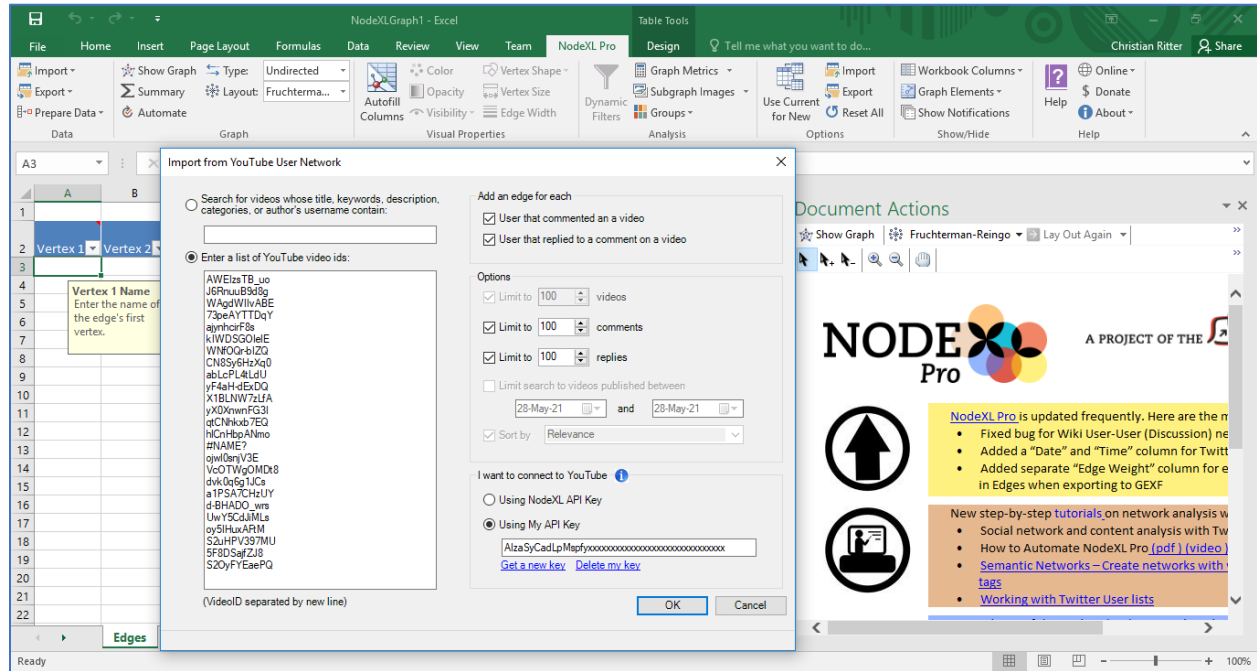 NodeXLGraph1 - Excel
Table Tools
File Home Insert Page Layout Formulas Data Review View Team NodeXL Pro Design Tell me what you want to do... Christian Ritter Share
Import Show Graph Type: Undirected Color Vertex Shape Graph Metrics Import Workbook Columns Online
Export Summary Layout: Fruchterma... Opacity Vertex Size Subgraph Images Export Graph Elements $ Donate
Prepare Data Automate Autofill Columns Visibility Edge Width Dynamic Filters Groups Use Current for New Reset All Show Notifications Help About
Data Graph Visual Properties Analysis Options Show/Hide Help
A3
Import from YouTube User Network
A B
1
2 Vertex 1 Vertex 2
3
4
5
6
7
8
9
10
11
12
13
14
15
16
17
18
19
20
21
22
Vertex 1 Name
Enter the name of
the edge's first
vertex.
Search for videos whose title, keywords, description,
categories, or author's username contain:
Enter a list of YouTube video ids:
AWEIzsTB_uo
J6RnuuB9d8g
WAgdWIIvABE
73peAYTTDqY
ajynhcirF8s
kIWDSGOIeIE
WNfOQr-bIZQ
CN8Sy6HzXq0
abLcPL4tLdU
yF4aH-dExDQ
X1BLNW7zLfA
yX0XnwnFG3I
qtCNhkxb7EQ
hlCnHbpANmo
#NAME?
ojwI0snjV3E
VcOTWgOMDt8
dvk0q6g1JCs
a1PSA7CHzUY
d-BHADO_wrs
UwY5CdJiMLs
oy5IHuxARtM
S2uHPV397MU
5F8DSajfZJ8
S2OyFYEaePQ
(VideoID separated by new line)
Add an edge for each
User that commented an a video
User that replied to a comment on a video
Options
Limit to 100 videos
Limit to 100 comments
Limit to 100 replies
Limit search to videos published between
28-May-21 and 28-May-21
Sort by Relevance
I want to connect to YouTube
Using NodeXL API Key
Using My API Key
AIzaSyCadLpMspfyxxxxxxxxxxxxxxxxxxxxxxxxxxxxxxx
Get a new key Delete my key
OK Cancel
Document Actions
Show Graph Fruchterman-Reingo Lay Out Again
NODEXL
Pro
A PROJECT OF THE
NodeXL Pro is updated frequently. Here are the m
• Fixed bug for Wiki User-User (Discussion) ne
• Added a “Date” and “Time” column for Twitt
• Added separate “Edge Weight” column for e
in Edges when exporting to GEXF
New step-by-step tutorials on network analysis w
• Social network and content analysis with Tw
• How to Automate NodeXL Pro (pdf ) (video )
• Semantic Networks – Create networks with
tags
• Working with Twitter User lists
Edges
Ready
100%